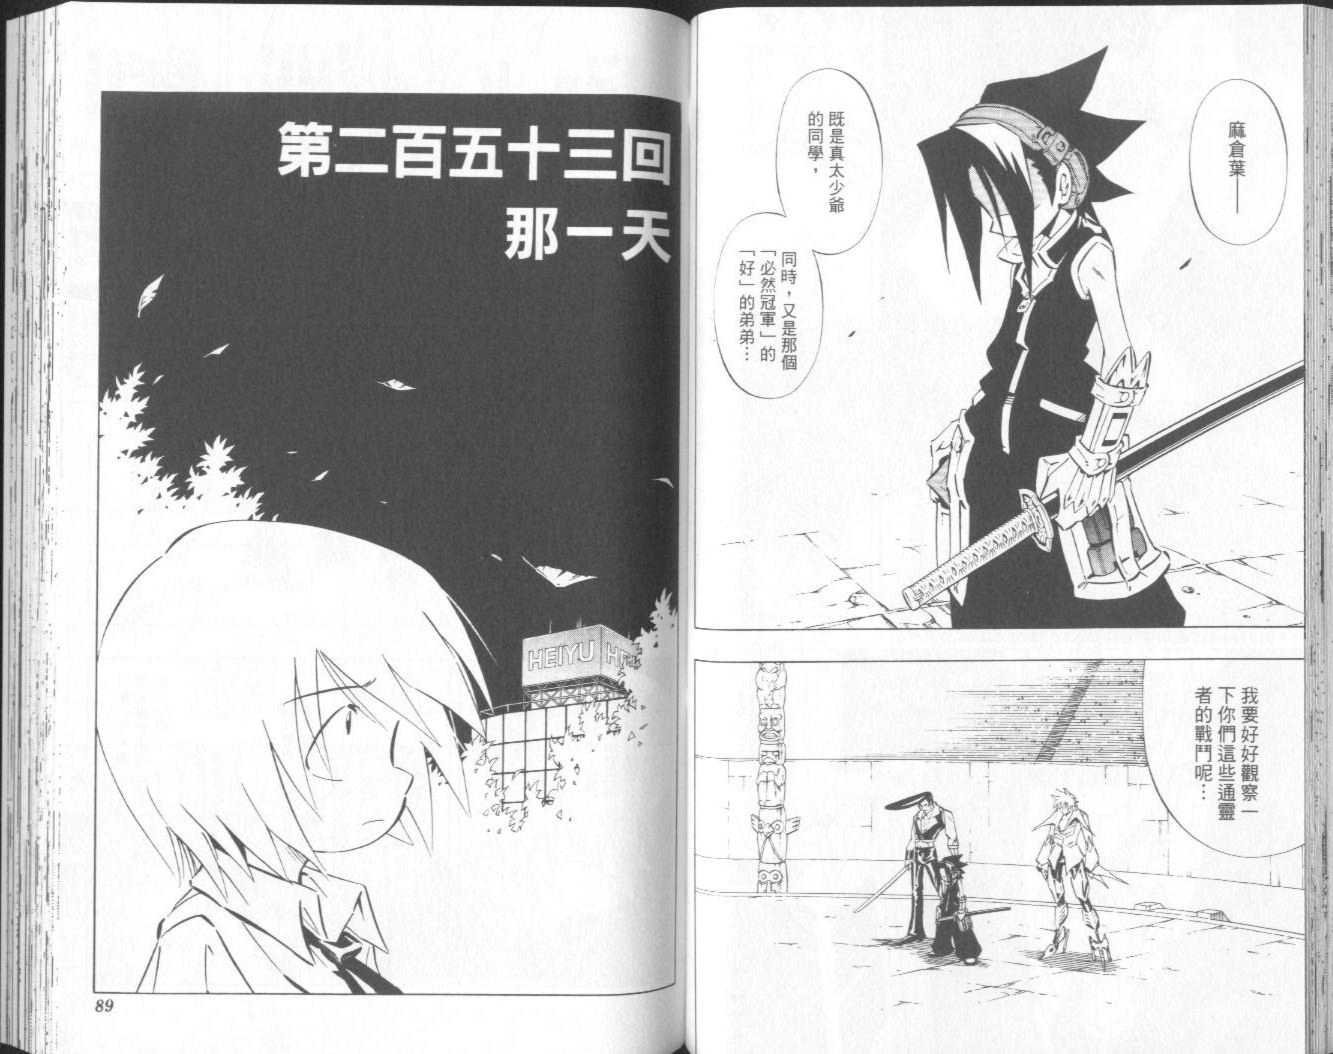 麻倉葉——
既是真太少爺
的同學，
同時，又是那個
「必然冠軍」的
「好」的弟弟…
我要好好觀察一
下你們這些通靈
者的戰鬥呢…
第二百五十三回
那一天
HEIYU HE
89